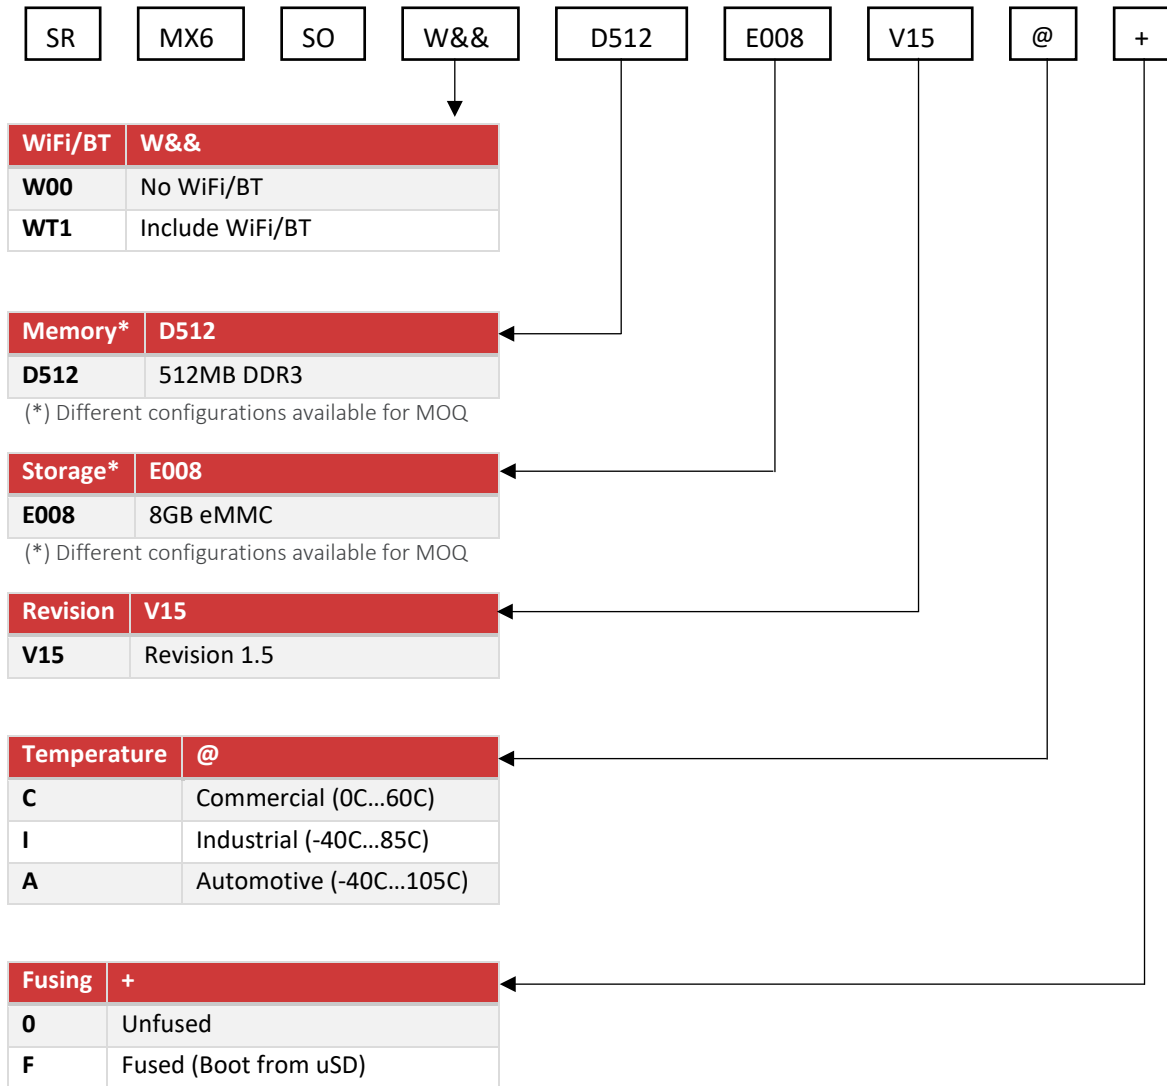 SR MX6 SO W&& D512 E008 V15 @ +
WiFi/BT W&&
W00 No WiFi/BT
WT1 Include WiFi/BT
Memory* D512
D512 512MB DDR3
(*) Different configurations available for MOQ
Storage* E008
E008 8GB eMMC
(*) Different configurations available for MOQ
Revision V15
V15 Revision 1.5
Temperature @
C Commercial (0C…60C)
I Industrial (-40C…85C)
A Automotive (-40C…105C)
Fusing +
0 Unfused
F Fused (Boot from uSD)